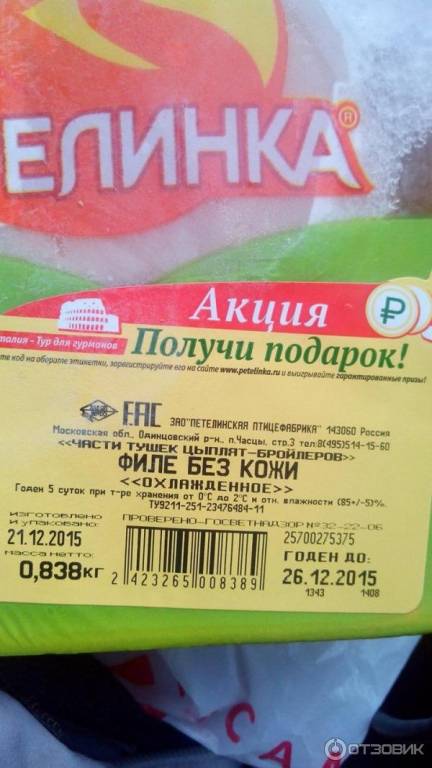 ЕЛИНКА®
Акция
₽
алия - Тур для гурманов
Получи подарок!
те код на обороте этикетки, зарегистрируйте его на сайте www.petelinka.ru и выигрывайте гарантированные призы!
ЕАС ЗАО"ПЕТЕЛИНСКАЯ ПТИЦЕФАБРИКА" 143060 Россия
Московская обл., Одинцовский р-н., п.Часцы, стр.3 тел:8(495)514-15-60
<<ЧАСТИ ТУШЕК ЦЫПЛЯТ-БРОЙЛЕРОВ>>
ФИЛЕ БЕЗ КОЖИ
<<ОХЛАЖДЕННОЕ>>
Годен 5 суток при т-ре хранения от 0°С до 2°С и отн. влажности (85+/-5)%.
ТУ9211-251-23476484-11
изготовлено и упаковано: ПРОВЕРЕНО-ГОСВЕТНАДЗОР №32-22-06
21.12.2015 25700275375
масса нетто: ГОДЕН ДО:
0,838кг 26.12.2015
2 423265 008389 1343 1408
САХ
ОТЗОВИК